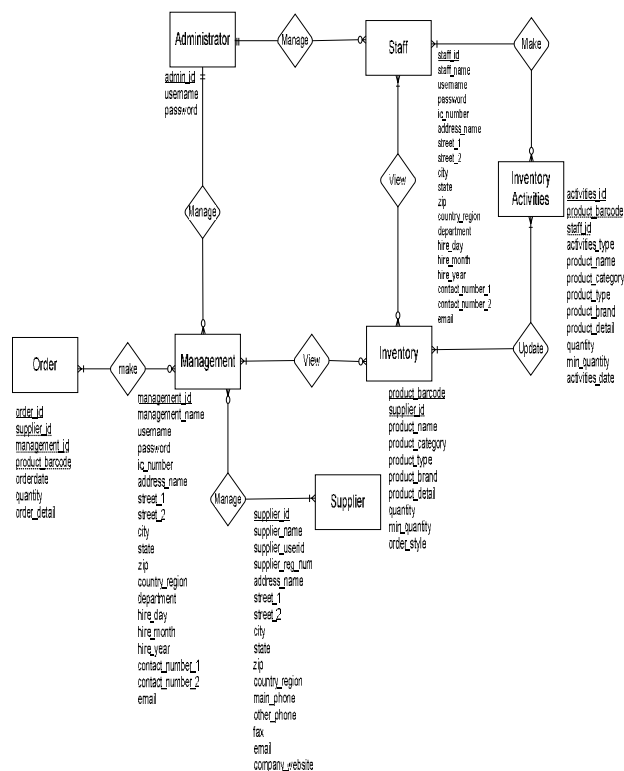 Administrator
admin_id
username
password
Manage
Staff
staff_id
staff_name
username
password
ic_number
address_name
street_1
street_2
city
state
zip
country_region
department
hire_day
hire_month
hire_year
contact_number_1
contact_number_2
email
Make
Inventory
Activities
activities_id
product_barcode
staff_id
activities_type
product_name
product_category
product_type
product_brand
product_detail
quantity
min_quantity
activities_date
View
Manage
Order
order_id
supplier_id
management_id
product_barcode
orderdate
quantity
order_detail
make
Management
management_id
management_name
username
password
ic_number
address_name
street_1
street_2
city
state
zip
country_region
department
hire_day
hire_month
hire_year
contact_number_1
contact_number_2
email
View
Inventory
product_barcode
supplier_id
product_name
product_category
product_type
product_brand
product_detail
quantity
min_quantity
order_style
Update
Manage
Supplier
supplier_id
supplier_name
supplier_userid
supplier_reg_num
address_name
street_1
street_2
city
state
zip
country_region
main_phone
other_phone
fax
email
company_website